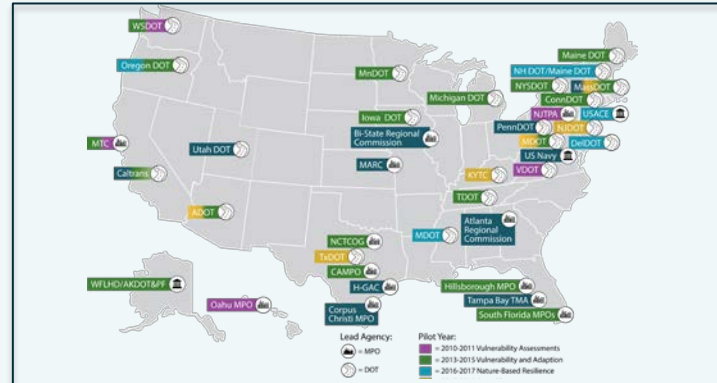 WSDOT
Oregon DOT
MTC
Caltrans
Utah DOT
ADOT
MnDOT
Iowa DOT
Bi-State Regional
Commission
MARC
Michigan DOT
Maine DOT
NH DOT/Maine DOT
NYSDOT
MassDOT
ConnDOT
NJTPA
USACE
PennDOT
NJDOT
MDOT
DelDOT
US Navy
VDOT
KYTC
TDOT
MDOT
Atlanta
Regional
Commission
NCTCOG
TxDOT
CAMPO
H-GAC
Corpus
Christi MPO
Hillsborough MPO
Tampa Bay TMA
South Florida MPOs
WFLHD/AKDOT&PF
Oahu MPO
Lead Agency:
= MPO
= DOT
Pilot Year:
= 2010-2011 Vulnerability Assessments
= 2013-2015 Vulnerability and Adaption
= 2016-2017 Nature-Based Resilience